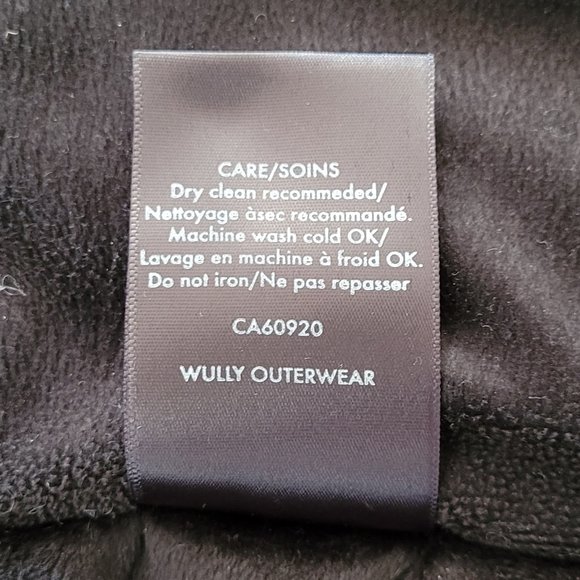 CARE/SOINS
Dry clean recommeded/
Nettoyage àsec recommandé.
Machine wash cold OK/
Lavage en machine à froid OK.
Do not iron/Ne pas repasser
CA60920
WULLY OUTERWEAR